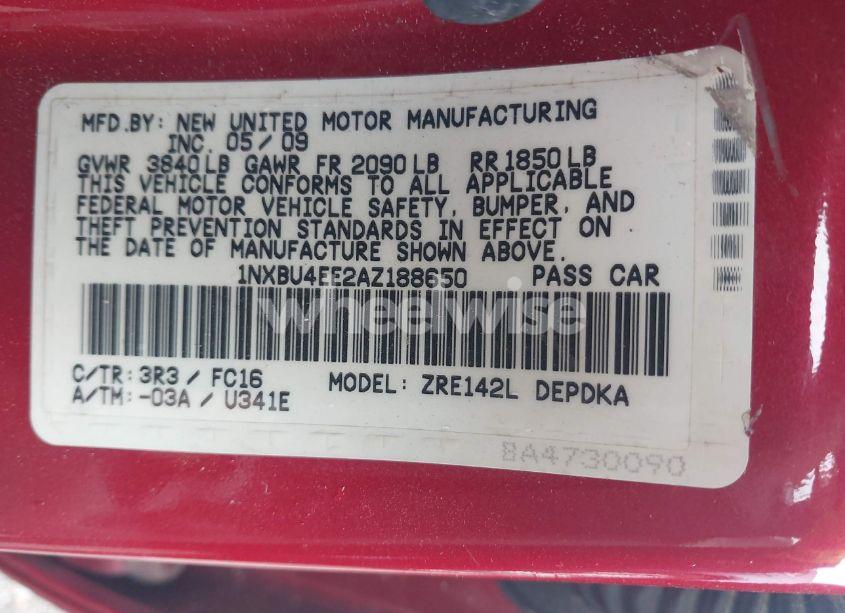 MFD.BY: NEW UNITED MOTOR MANUFACTURING
INC. 05/09
GVWR 3840LB GAWR FR 2090LB RR 1850LB
THIS VEHICLE CONFORMS TO ALL APPLICABLE
FEDERAL MOTOR VEHICLE SAFETY, BUMPER, AND
THEFT PREVENTION STANDARDS IN EFFECT ON
THE DATE OF MANUFACTURE SHOWN ABOVE.
1NXBU4EE2AZ188650 PASS CAR
wheelwise
C/TR: 3R3 / FC16 MODEL: ZRE142L DEPDKA
A/TM: -03A / U341E
8A4730090